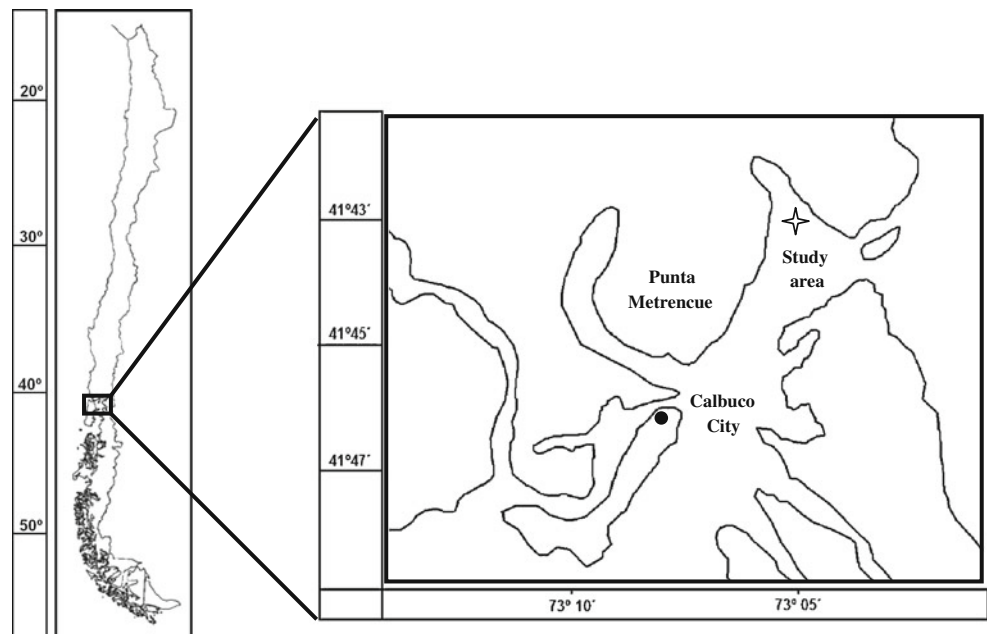 20º
30º
40º
50º
41º43´
41º45´
41º47´
Punta
Metrencue
Study
area
Calbuco
City
73º 10´
73º 05´